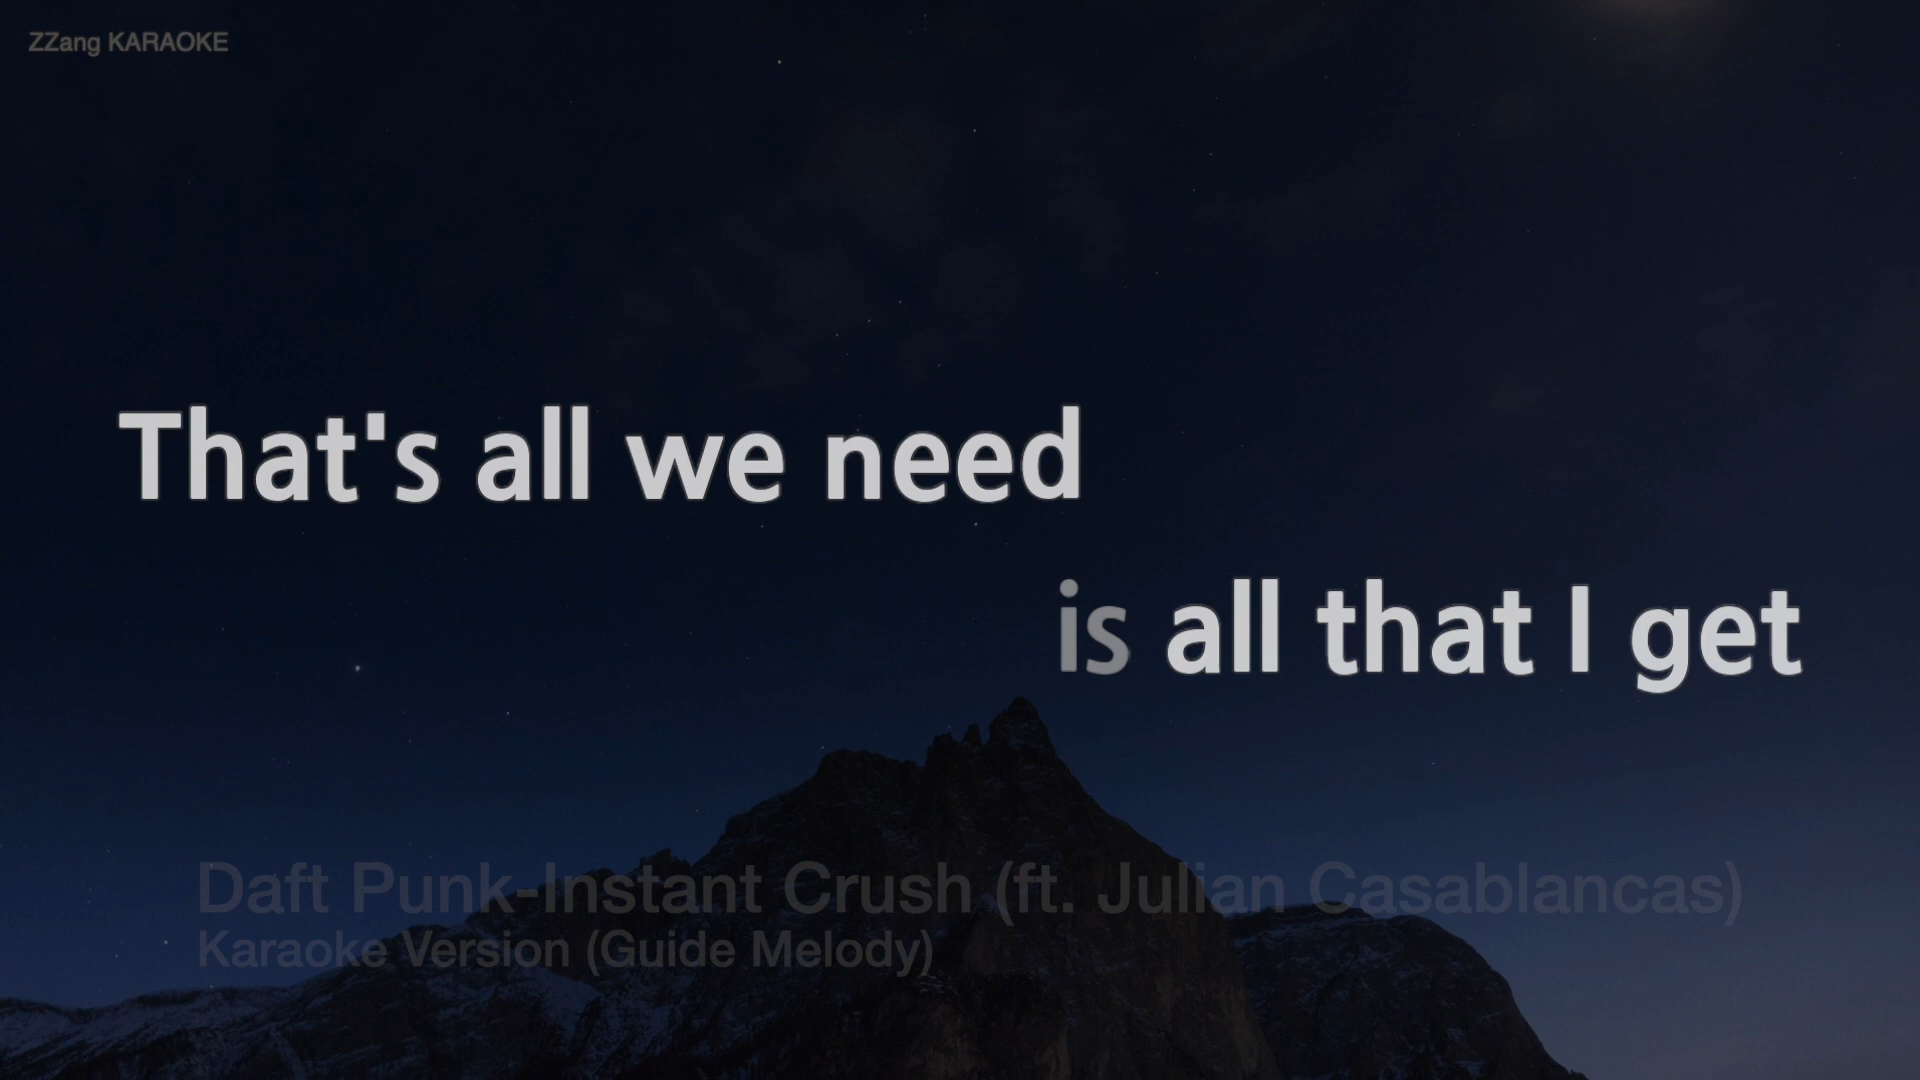 ZZang KARAOKE
That's all we need
is all that I get
Daft Punk-Instant Crush (ft. Julian Casablancas)
Karaoke Version (Guide Melody)